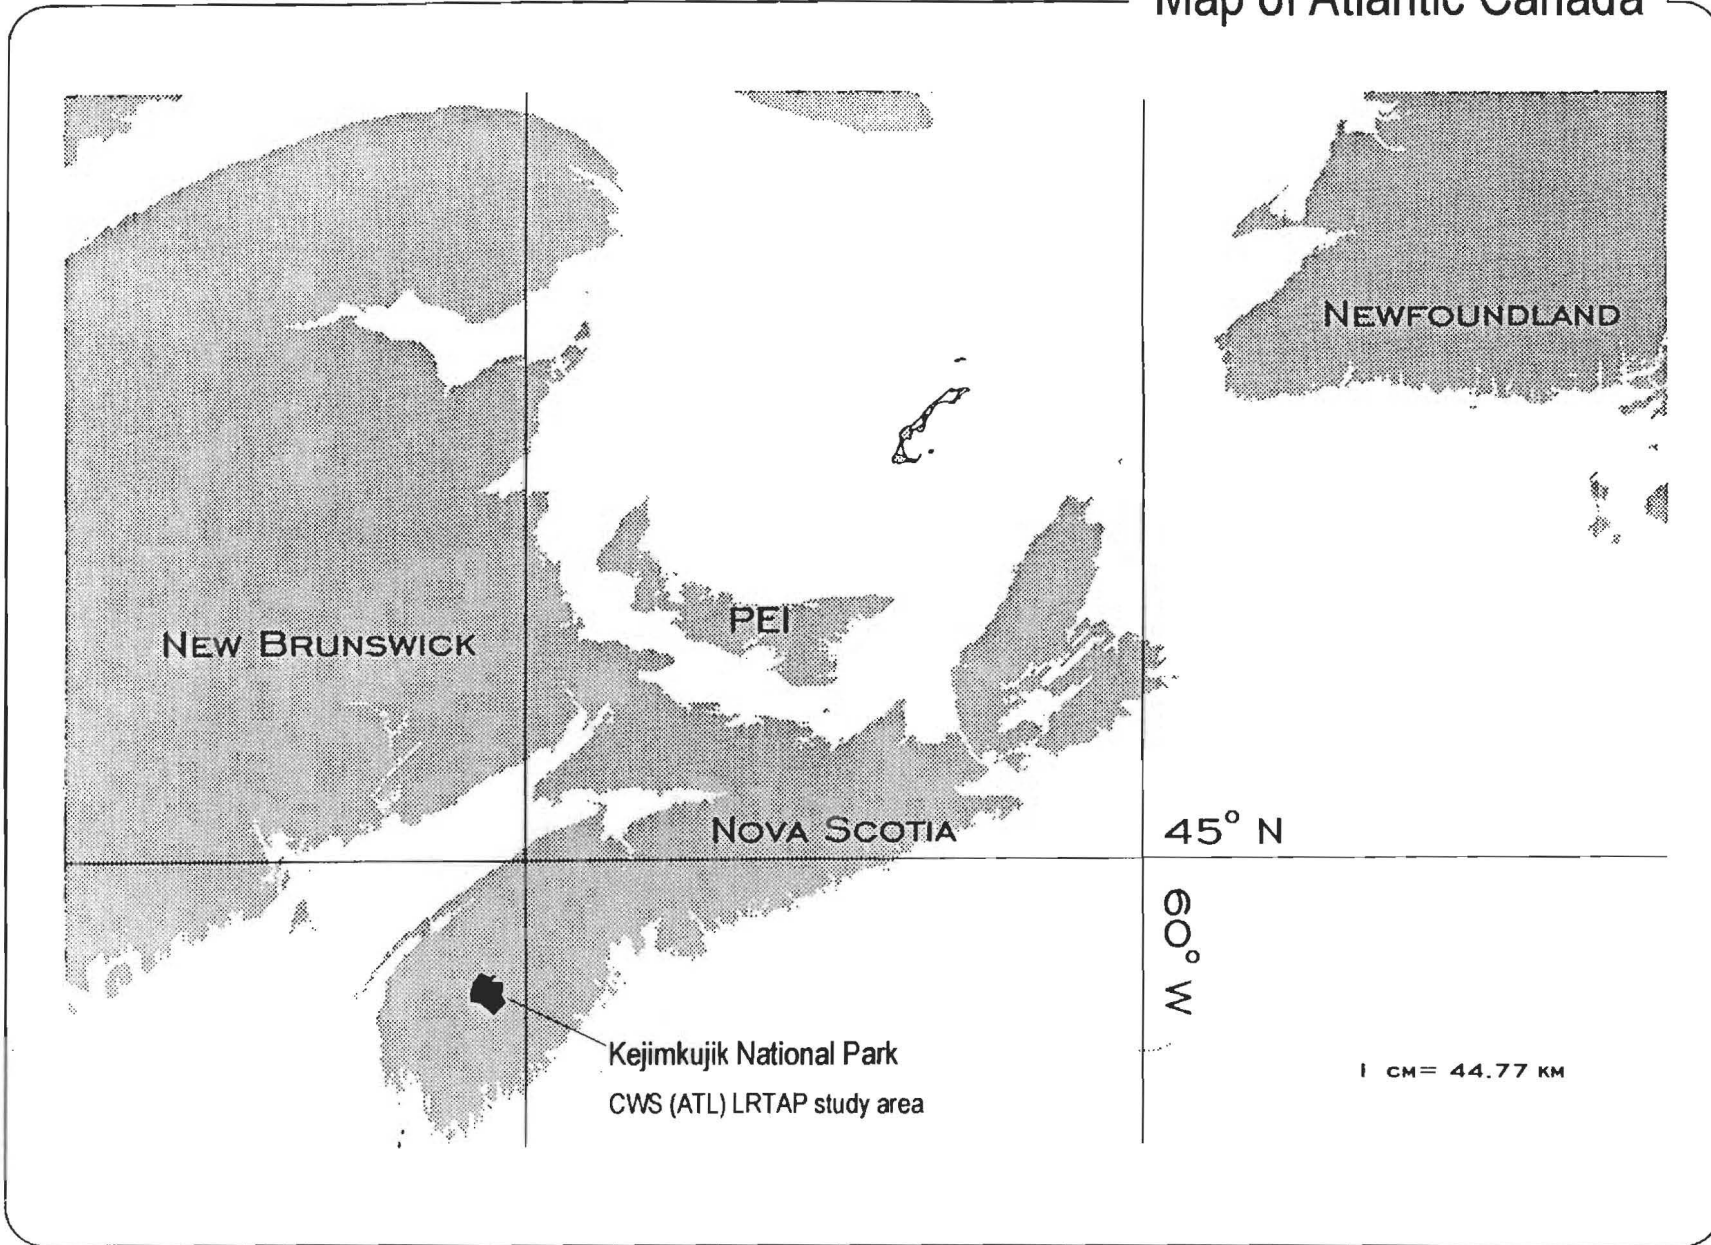 Map of Atlantic Canada
NEWFOUNDLAND
PEI
NEW BRUNSWICK
NOVA SCOTIA
45° N
60° W
Kejimkujik National Park
CWS (ATL) LRTAP study area
1 CM= 44.77 KM